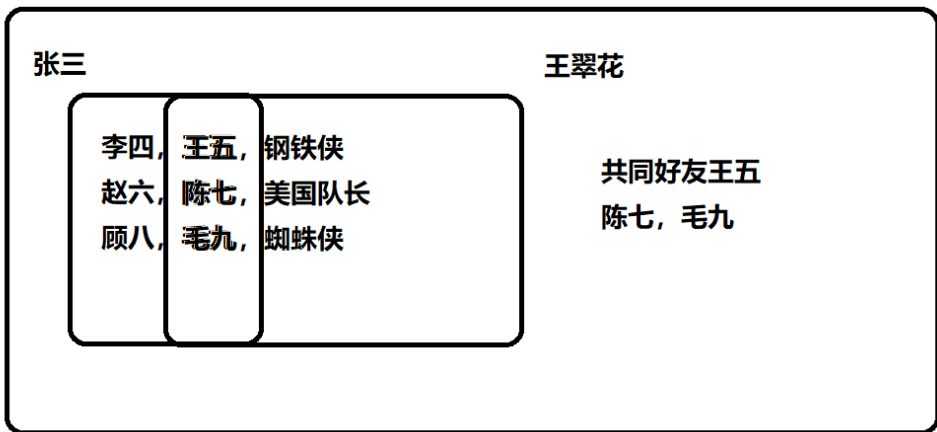 张三
王翠花
李四，王五，钢铁侠
赵六，陈七，美国队长
顾八，毛九，蜘蛛侠
共同好友王五
陈七，毛九